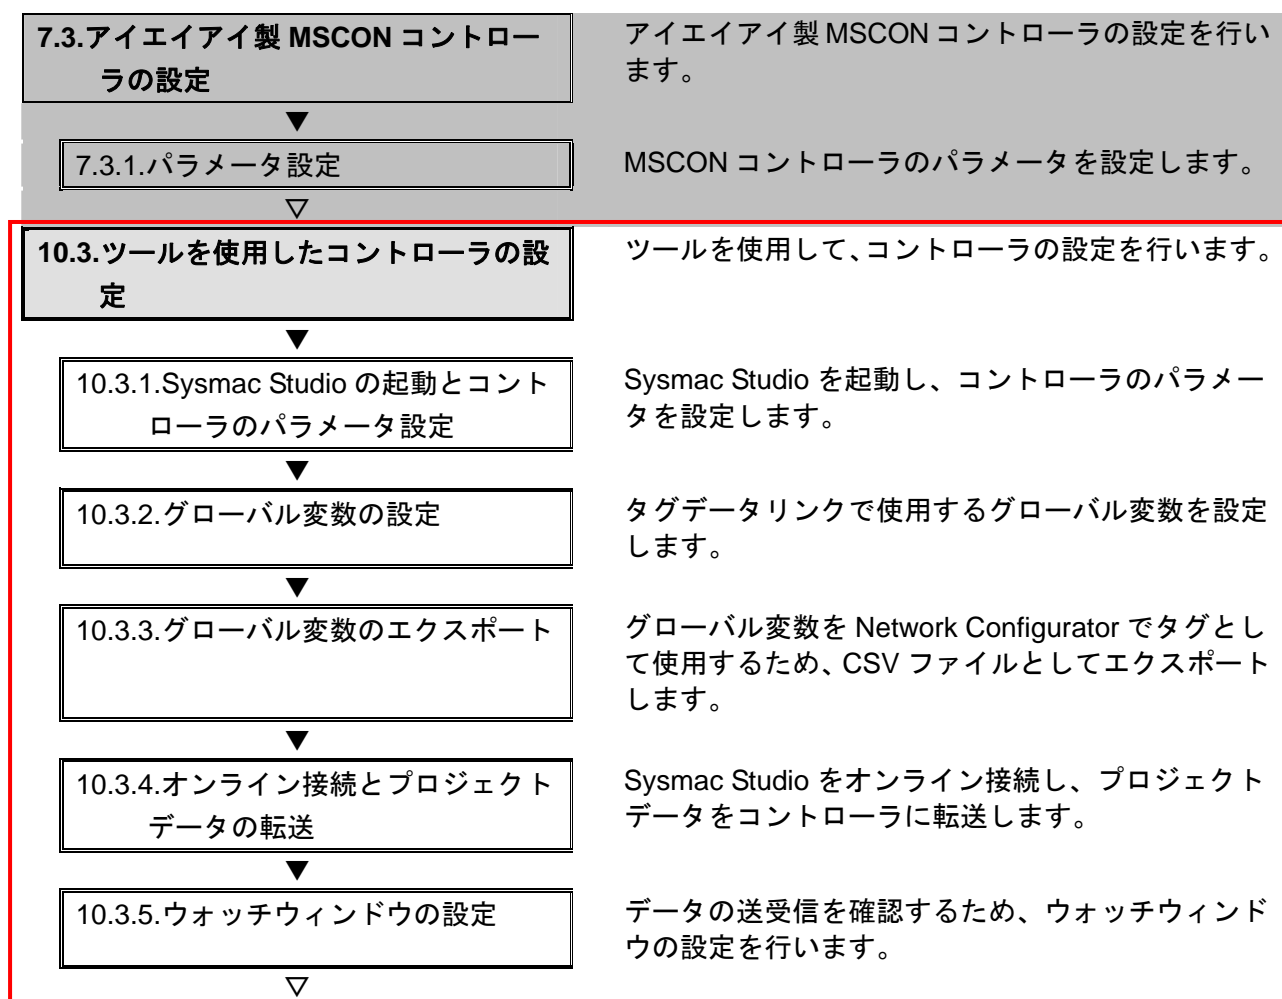 7.3.アイエイアイ製 MSCON コントロー
ラの設定
アイエイアイ製 MSCON コントローラの設定を行い
ます。
▼
7.3.1.パラメータ設定
MSCON コントローラのパラメータを設定します。
▽
10.3.ツールを使用したコントローラの設
定
ツールを使用して、コントローラの設定を行います。
▼
10.3.1.Sysmac Studio の起動とコント
ローラのパラメータ設定
Sysmac Studio を起動し、コントローラのパラメー
タを設定します。
▼
10.3.2.グローバル変数の設定
タグデータリンクで使用するグローバル変数を設定
します。
▼
10.3.3.グローバル変数のエクスポート
グローバル変数を Network Configurator でタグとし
て使用するため、CSV ファイルとしてエクスポート
します。
▼
10.3.4.オンライン接続とプロジェクト
データの転送
Sysmac Studio をオンライン接続し、プロジェクト
データをコントローラに転送します。
▼
10.3.5.ウォッチウィンドウの設定
データの送受信を確認するため、ウォッチウィンド
ウの設定を行います。
▽